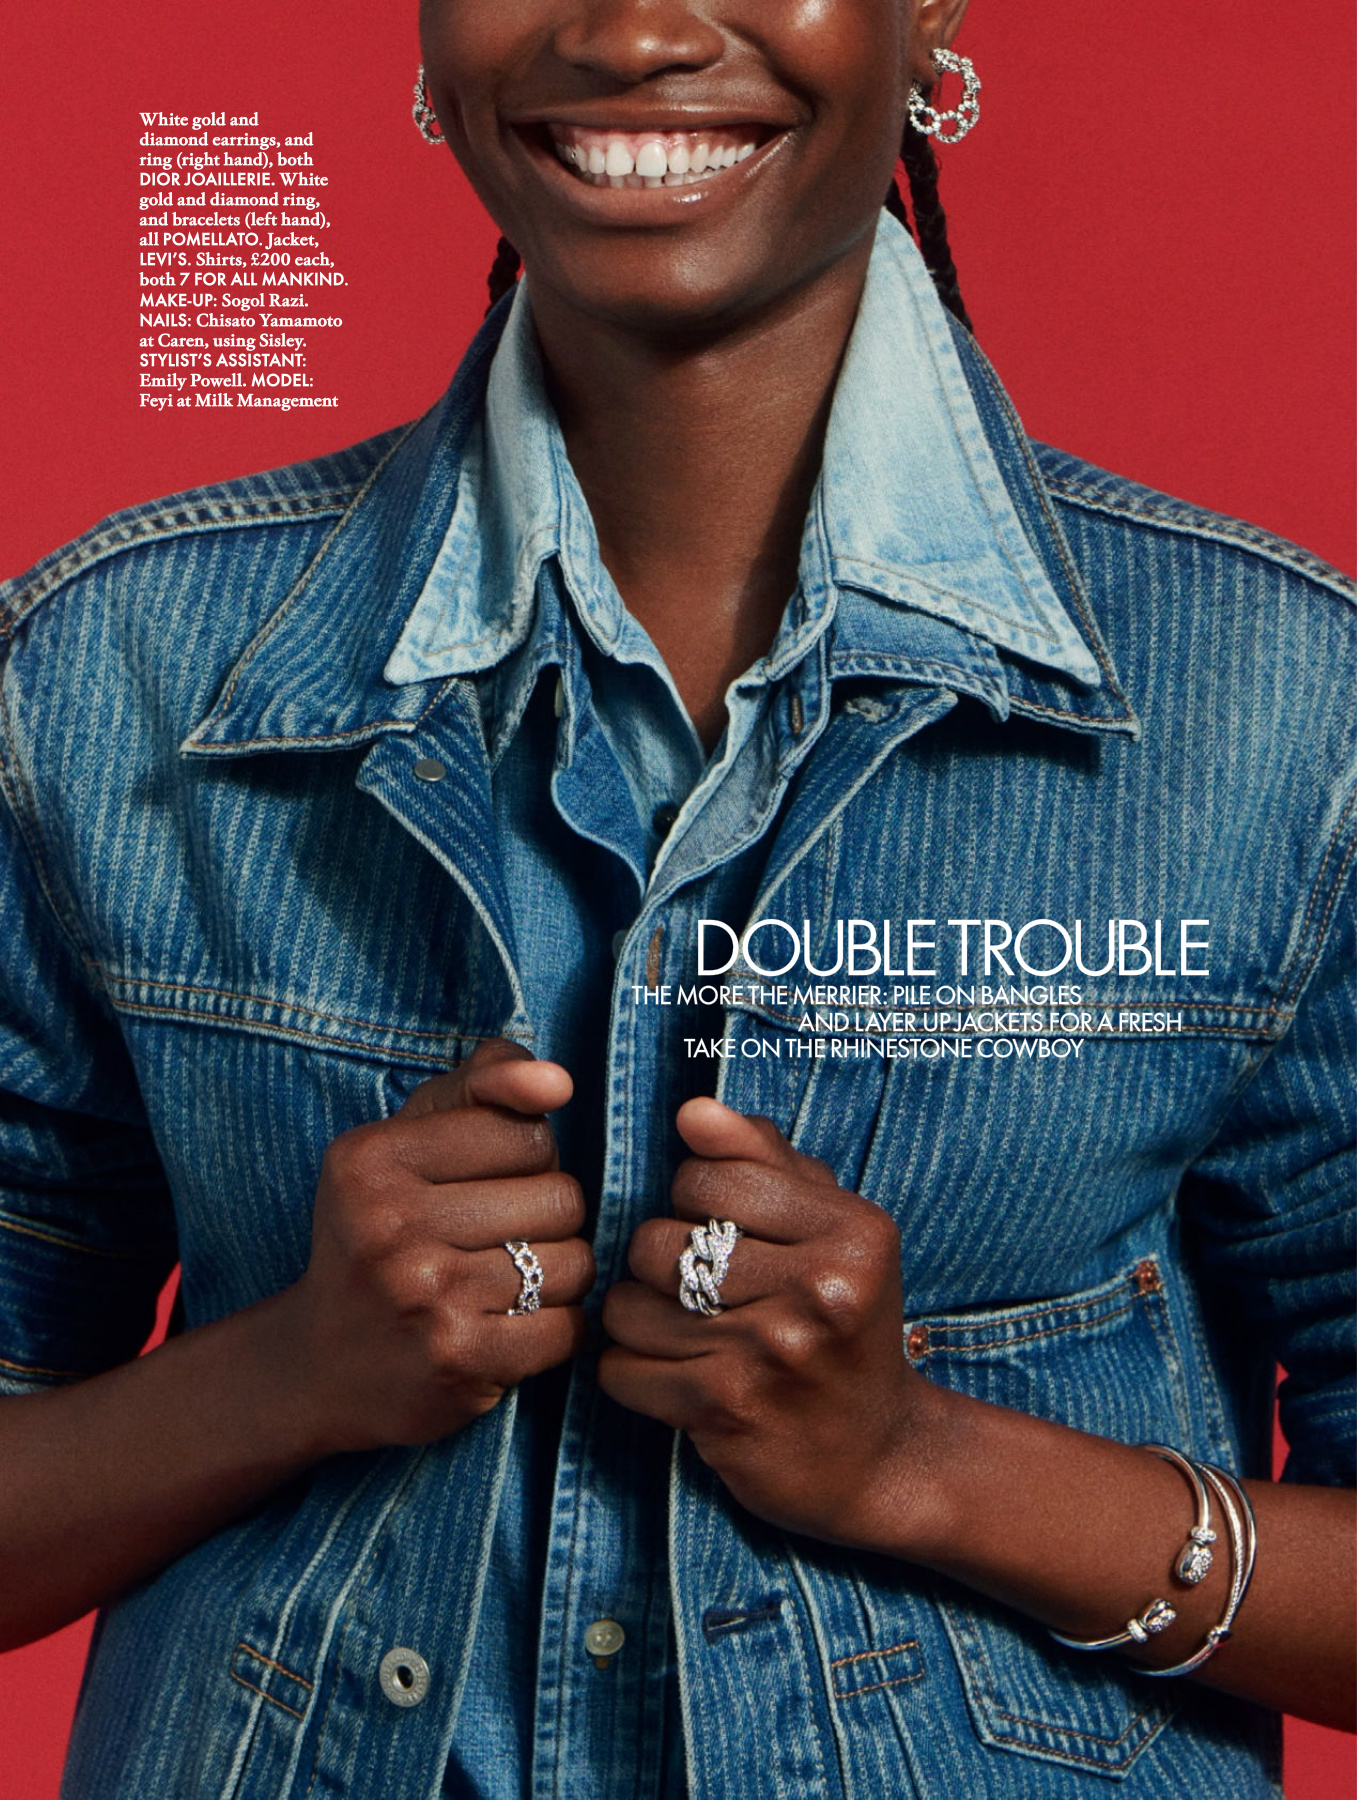 White gold and
diamond earrings, and
ring (right hand), both
DIOR JOAILLERIE. White
gold and diamond ring,
and bracelets (left hand),
all POMELLATO. Jacket,
LEVI'S. Shirts, £200 each,
both 7 FOR ALL MANKIND.
MAKE-UP: Sogol Razi.
NAILS: Chisato Yamamoto
at Caren, using Sisley.
STYLIST'S ASSISTANT:
Emily Powell. MODEL:
Feyi at Milk Management
DOUBLE TROUBLE
THE MORE THE MERRIER: PILE ON BANGLES
AND LAYER UP JACKETS FOR A FRESH
TAKE ON THE RHINESTONE COWBOY